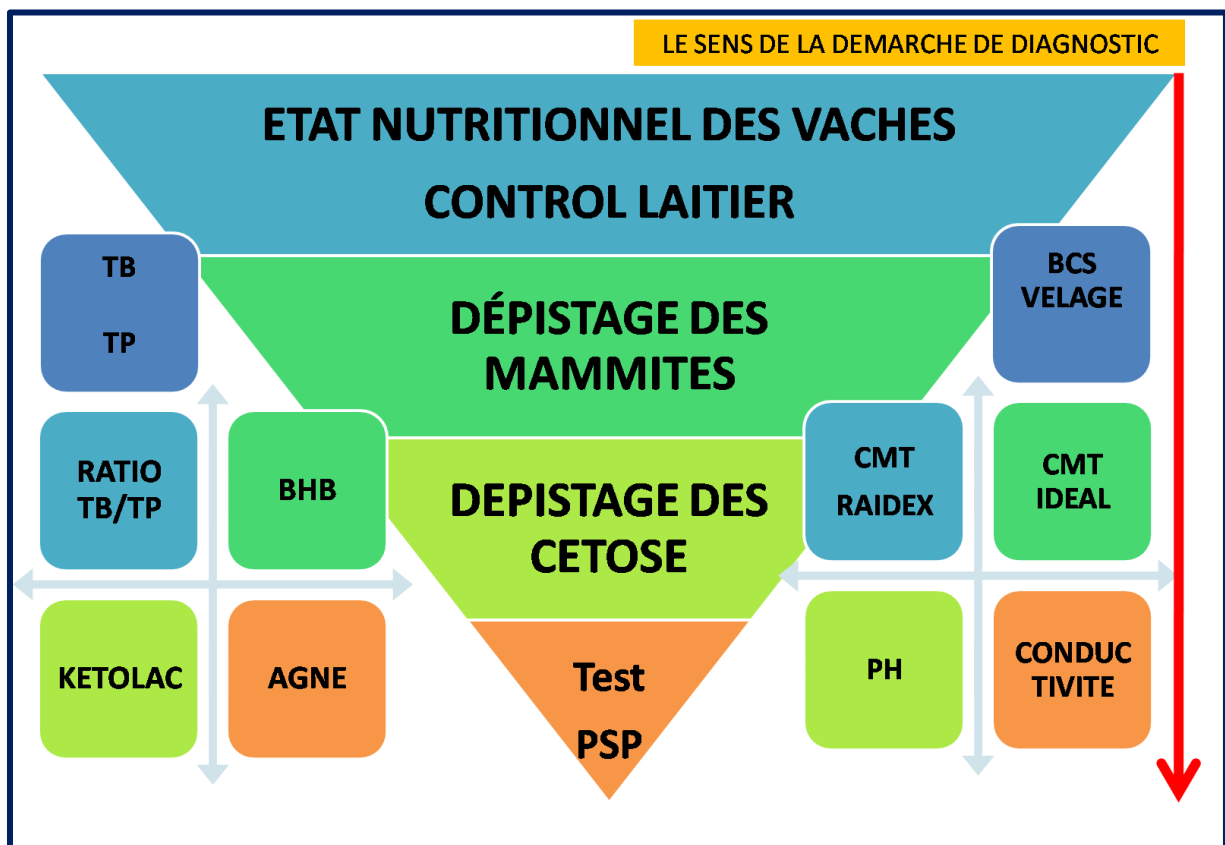 LE SENS DE LA DEMARCHE DE DIAGNOSTIC
ETAT NUTRITIONNEL DES VACHES
CONTROL LAITIER
TB
TP
BCS
VELAGE
DÉPISTAGE DES
MAMMITES
RATIO
TB/TP
BHB
DEPISTAGE DES
CETOSE
CMT
RAIDEX
CMT
IDEAL
KETOLAC
AGNE
Test
PSP
PH
CONDUC
TIVITE